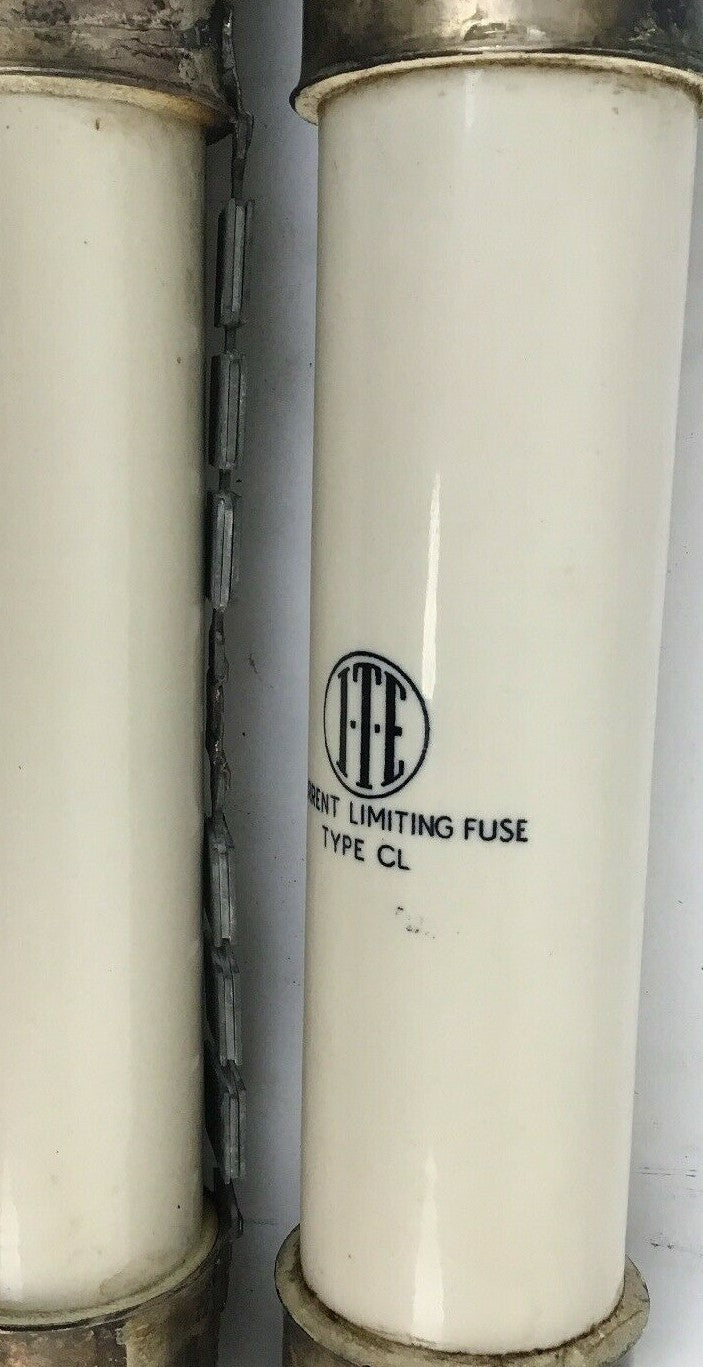 I-T-E
RRENT LIMITING FUSE
TYPE CL